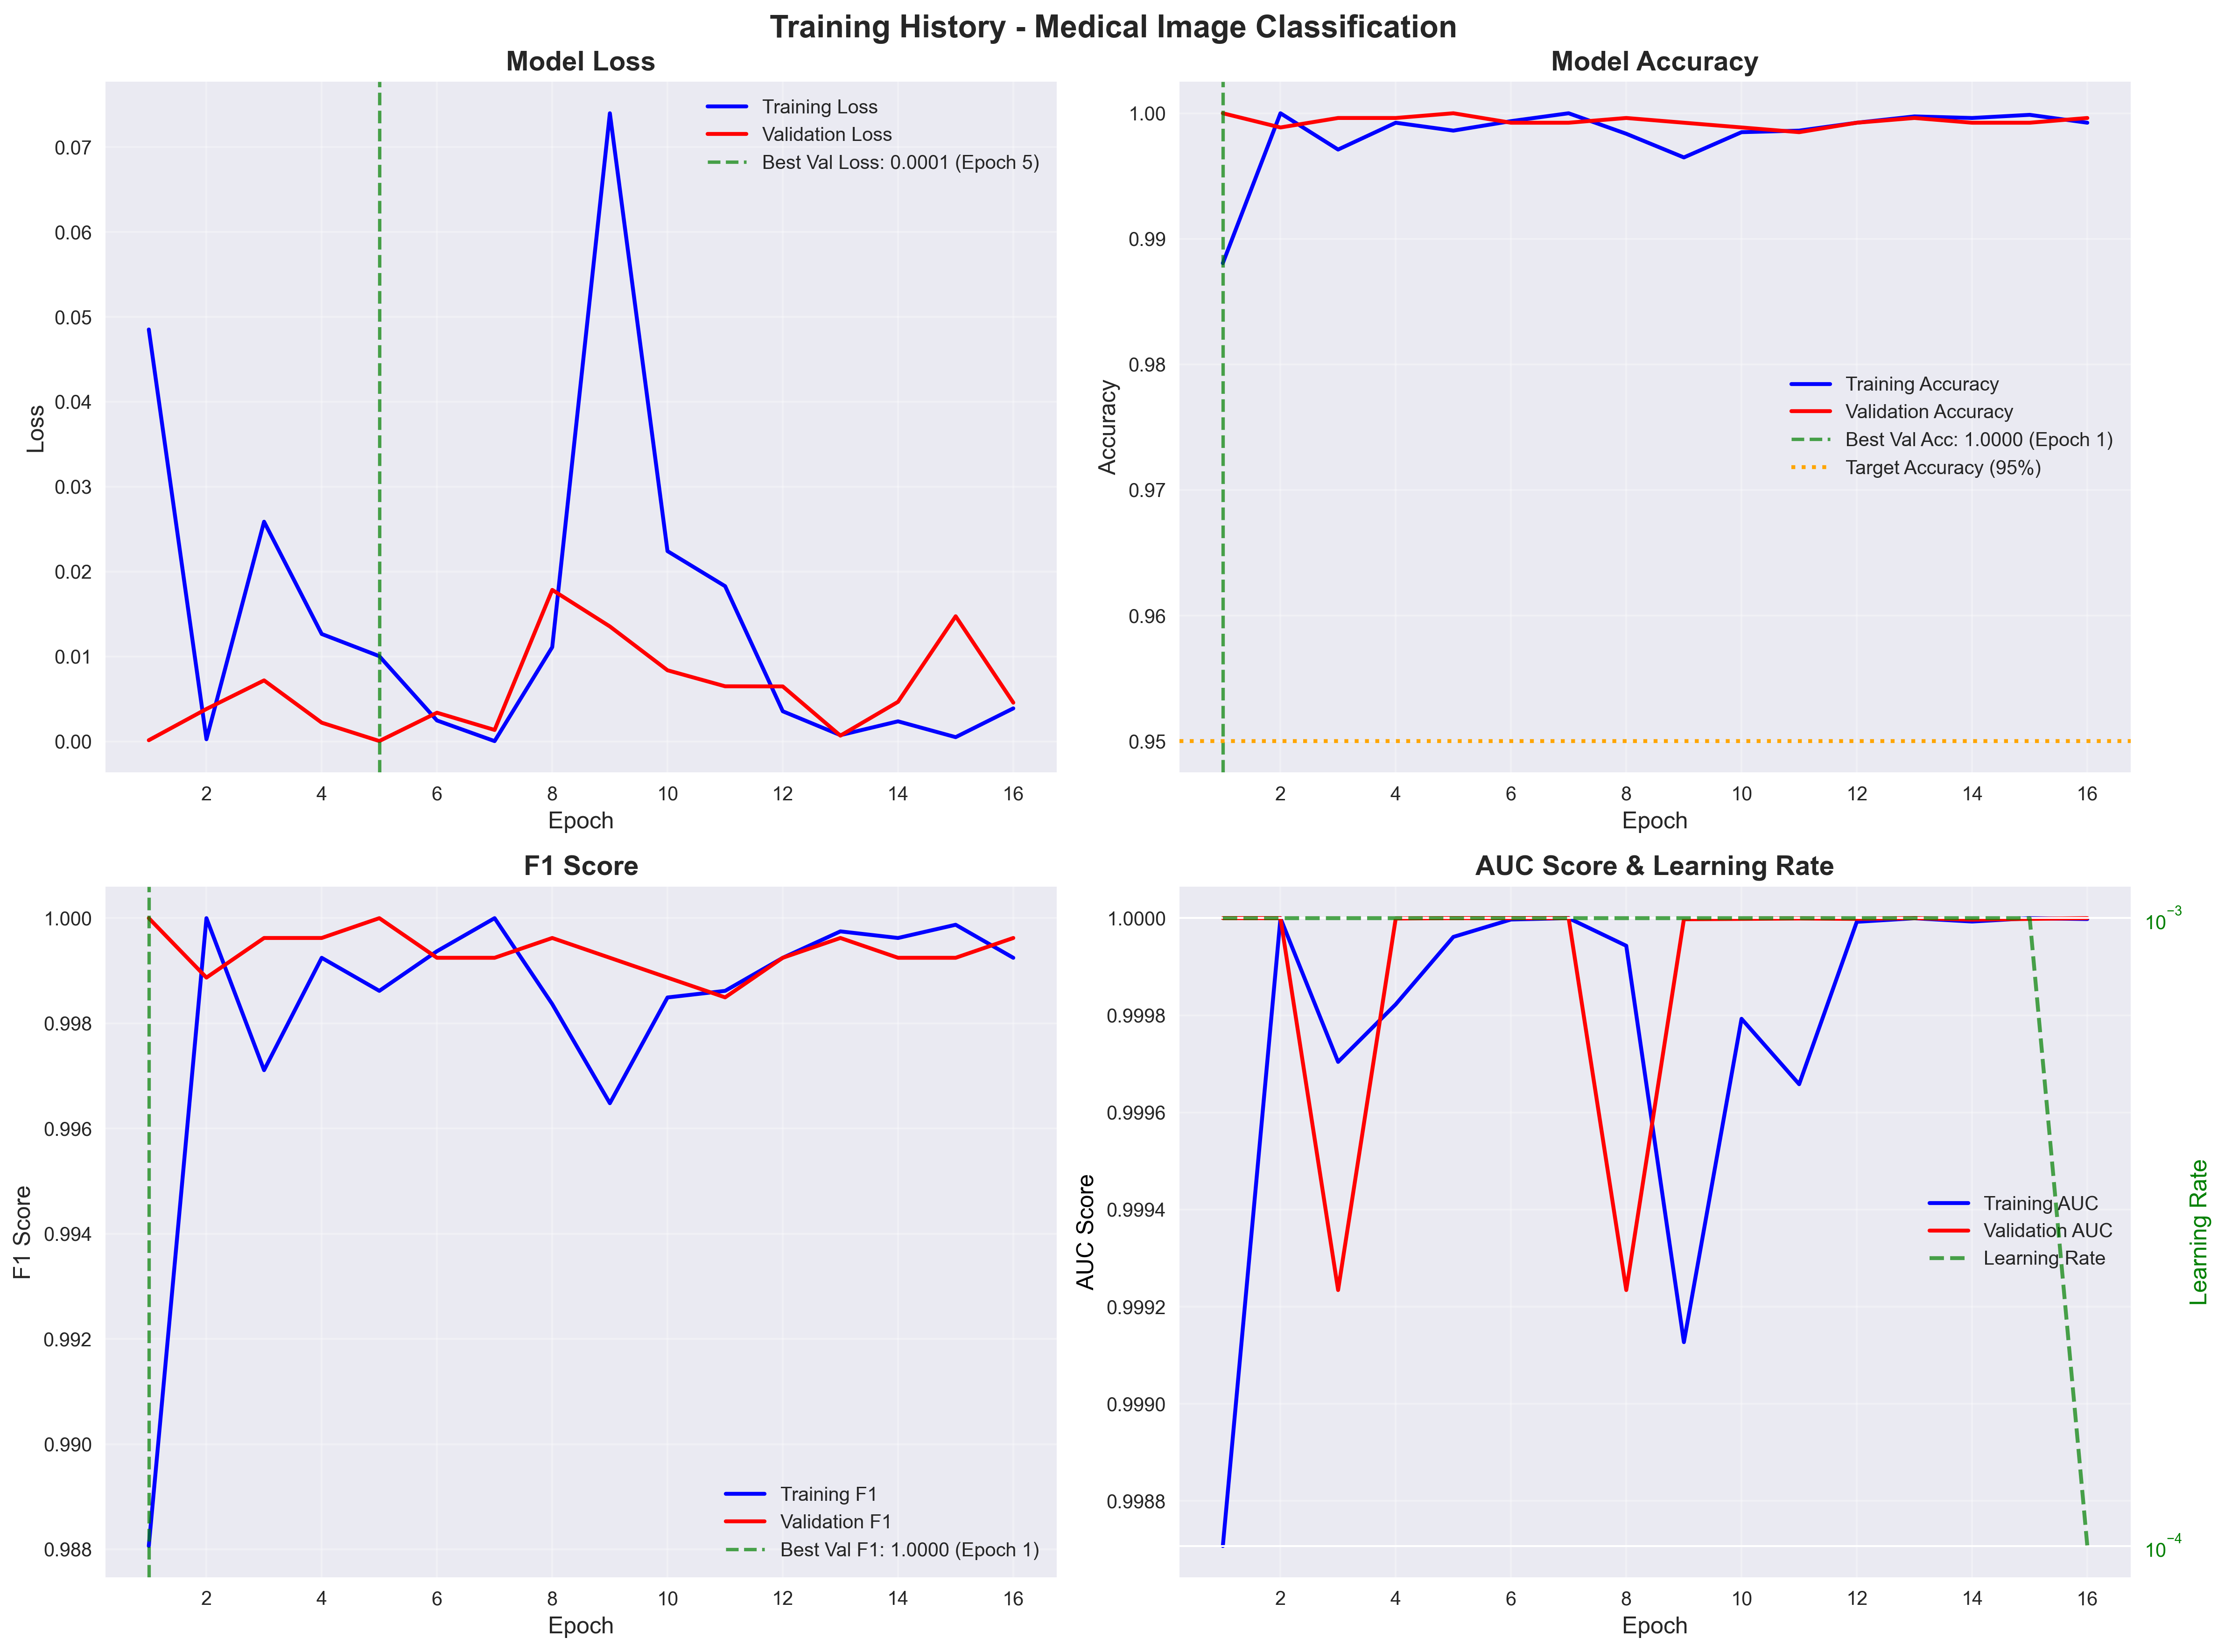 Training History - Medical Image Classification
Model Loss
Training Loss
Validation Loss
Best Val Loss: 0.0001 (Epoch 5)
0.07
0.06
0.05
0.04
0.03
0.02
0.01
0.00
Loss
2 4 6 8 10 12 14 16
Epoch
Model Accuracy
1.00
0.99
0.98
0.97
0.96
0.95
Accuracy
Training Accuracy
Validation Accuracy
Best Val Acc: 1.0000 (Epoch 1)
Target Accuracy (95%)
2 4 6 8 10 12 14 16
Epoch
F1 Score
1.000
0.998
0.996
0.994
0.992
0.990
0.988
F1 Score
Training F1
Validation F1
Best Val F1: 1.0000 (Epoch 1)
2 4 6 8 10 12 14 16
Epoch
AUC Score & Learning Rate
1.0000
0.9998
0.9996
0.9994
0.9992
0.9990
0.9988
AUC Score
Training AUC
Validation AUC
Learning Rate
10⁻³
10⁻⁴
Learning Rate
2 4 6 8 10 12 14 16
Epoch